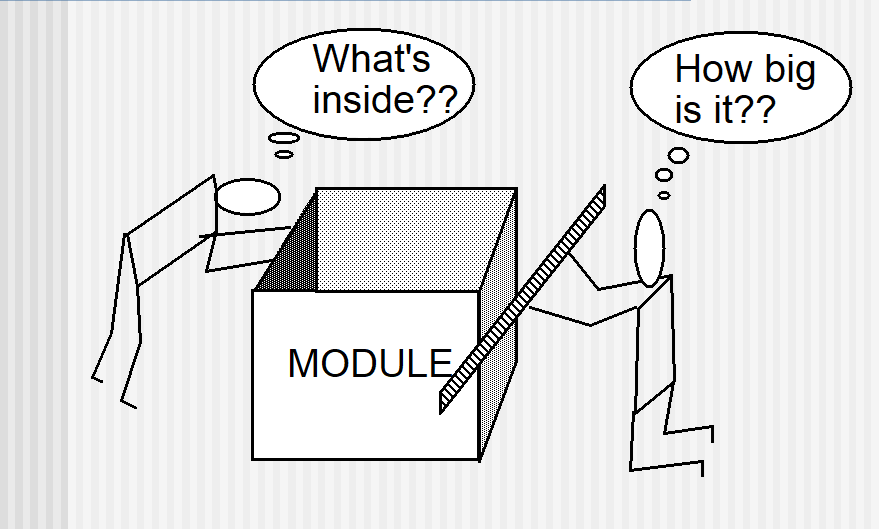 What's
inside??
How big
is it??
MODULE